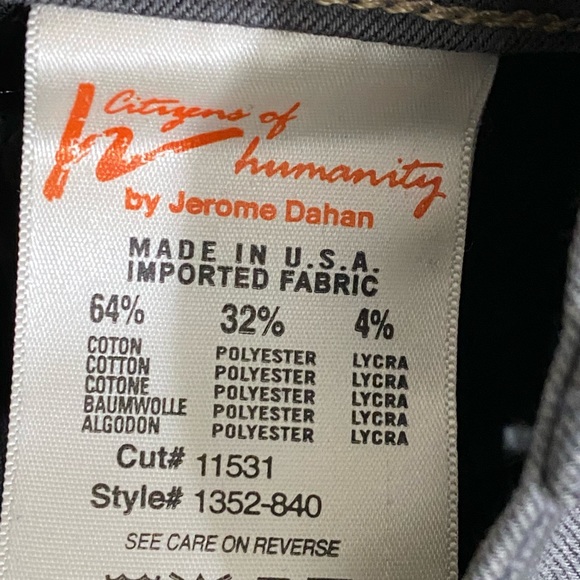 Citizens of
humanity
by Jerome Dahan
MADE IN U.S.A.
IMPORTED FABRIC
64% 32% 4%
COTON POLYESTER LYCRA
COTTON POLYESTER LYCRA
COTONE POLYESTER LYCRA
BAUMWOLLE POLYESTER LYCRA
ALGODON POLYESTER LYCRA
Cut# 11531
Style# 1352-840
SEE CARE ON REVERSE